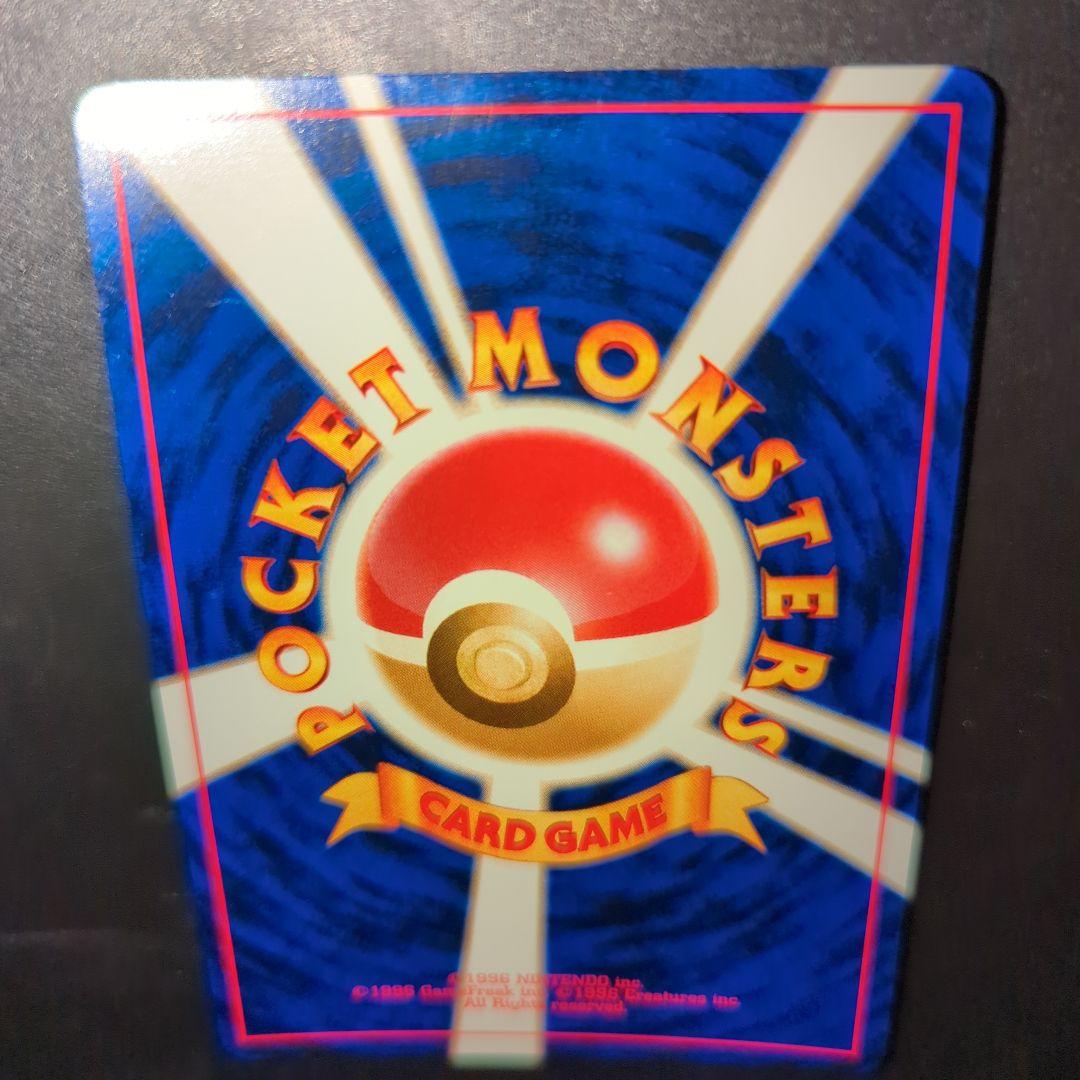 POCKET MONSTERS
CARD GAME
©1996 NINTENDO inc.
©1996 GameFreak inc. ©1996 Creatures inc.
All Rights reserved.